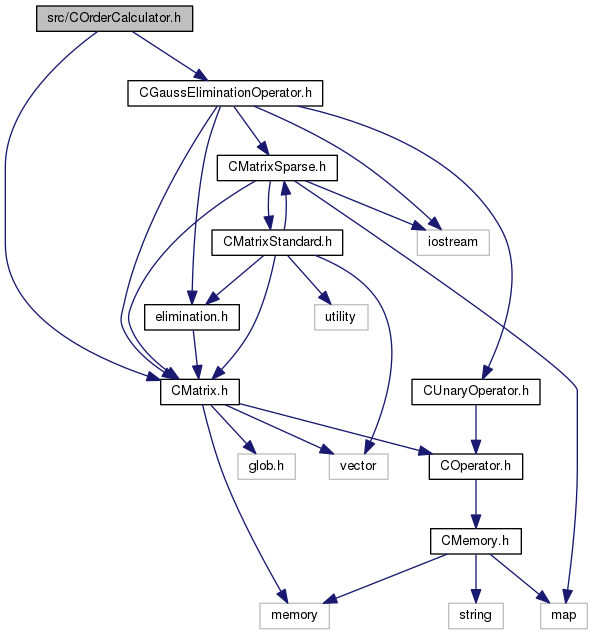 src/COrderCalculator.h
CGaussEliminationOperator.h
CMatrixSparse.h
CMatrixStandard.h
iostream
elimination.h
utility
CMatrix.h
CUnaryOperator.h
glob.h
vector
COperator.h
CMemory.h
memory
string
map